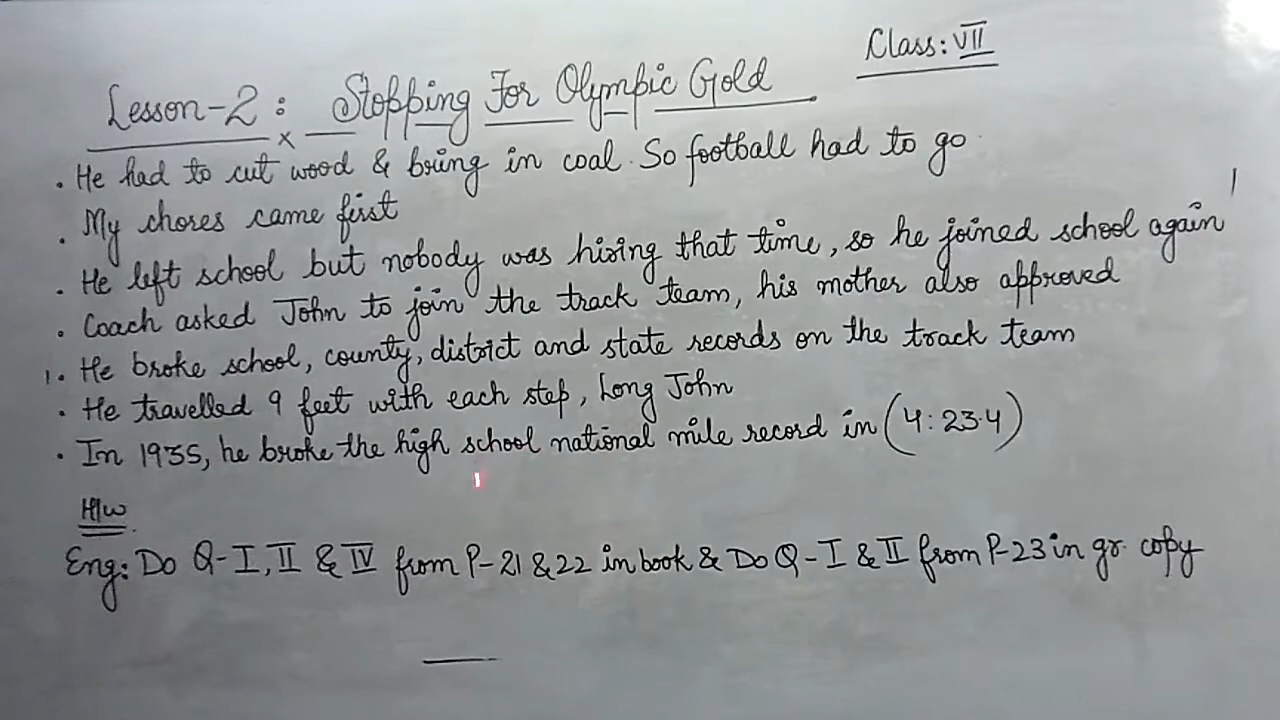 Class: VII
Lesson-2: Stopping For Olympic Gold
. He had to cut wood & bring in coal. So football had to go.
. My chores came first
. He left school but nobody was hiring that time, so he joined school again
. Coach asked John to join the track team, his mother also approved
1. He broke school, county, district and state records on the track team
. He travelled 9 feet with each step, Long John
. In 1935, he broke the high school national mile record in (4:23.4)
H/w
Eng: Do Q-I, II & IV from P-21 & 22 in book & Do Q-I & II from P-23 in gr. copy